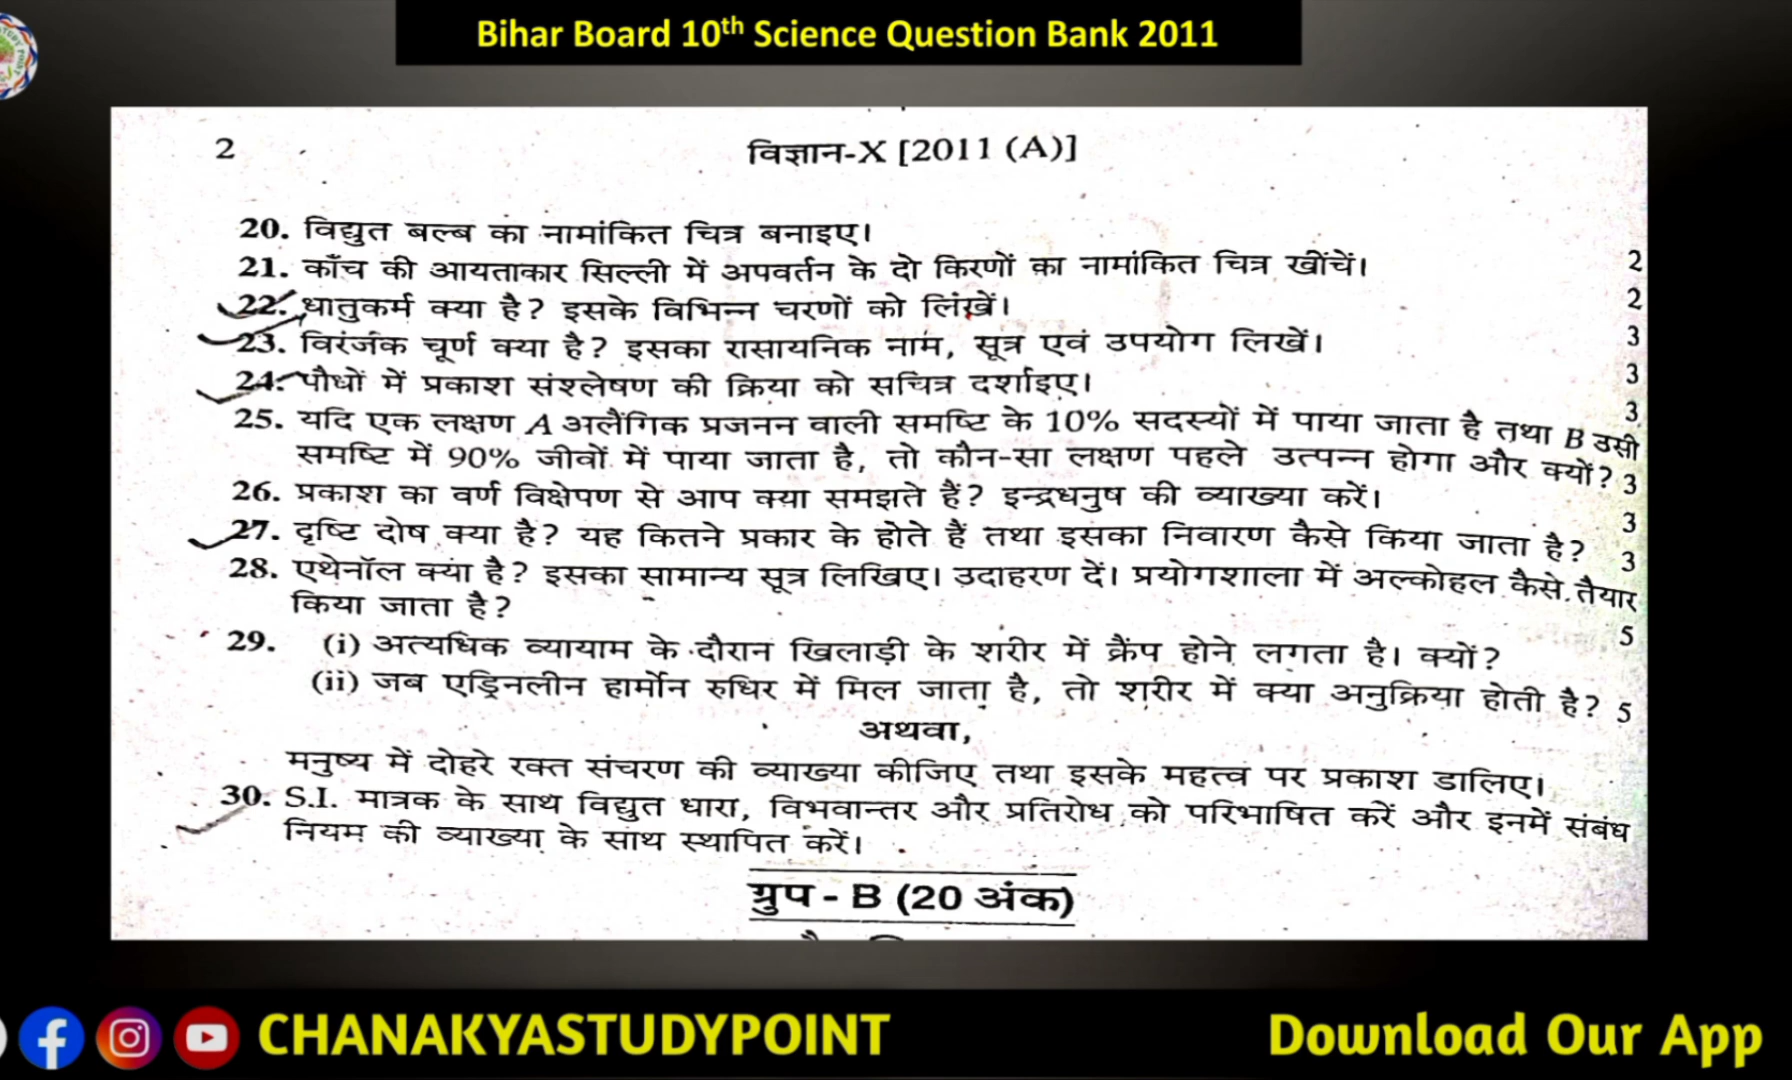 Bihar Board 10th Science Question Bank 2011
2
विज्ञान-X [2011 (A)]
20. विद्युत बल्ब का नामांकित चित्र बनाइए। 2
21. काँच की आयताकार सिल्ली में अपवर्तन के दो किरणों का नामांकित चित्र खींचें। 2
22. धातुकर्म क्या है? इसके विभिन्न चरणों को लिखें। 3
23. विरंजक चूर्ण क्या है? इसका रासायनिक नाम, सूत्र एवं उपयोग लिखें। 3
24. पौधों में प्रकाश संश्लेषण की क्रिया को सचित्र दर्शाइए। 3
25. यदि एक लक्षण A अलैंगिक प्रजनन वाली समष्टि के 10% सदस्यों में पाया जाता है तथा B उसी
समष्टि में 90% जीवों में पाया जाता है, तो कौन-सा लक्षण पहले उत्पन्न होगा और क्यों? 3
26. प्रकाश का वर्ण विक्षेपण से आप क्या समझते हैं? इन्द्रधनुष की व्याख्या करें। 3
27. दृष्टि दोष क्या है? यह कितने प्रकार के होते हैं तथा इसका निवारण कैसे किया जाता है? 3
28. एथेनॉल क्या है? इसका सामान्य सूत्र लिखिए। उदाहरण दें। प्रयोगशाला में अल्कोहल कैसे तैयार
किया जाता है? 5
29. (i) अत्यधिक व्यायाम के दौरान खिलाड़ी के शरीर में क्रैंप होने लगता है। क्यों?
(ii) जब एड्रिनलीन हार्मोन रुधिर में मिल जाता है, तो शरीर में क्या अनुक्रिया होती है? 5
अथवा,
मनुष्य में दोहरे रक्त संचरण की व्याख्या कीजिए तथा इसके महत्व पर प्रकाश डालिए।
30. S.I. मात्रक के साथ विद्युत धारा, विभवान्तर और प्रतिरोध को परिभाषित करें और इनमें संबंध
नियम की व्याख्या के साथ स्थापित करें।
ग्रुप - B (20 अंक)
CHANAKYASTUDYPOINT
Download Our App